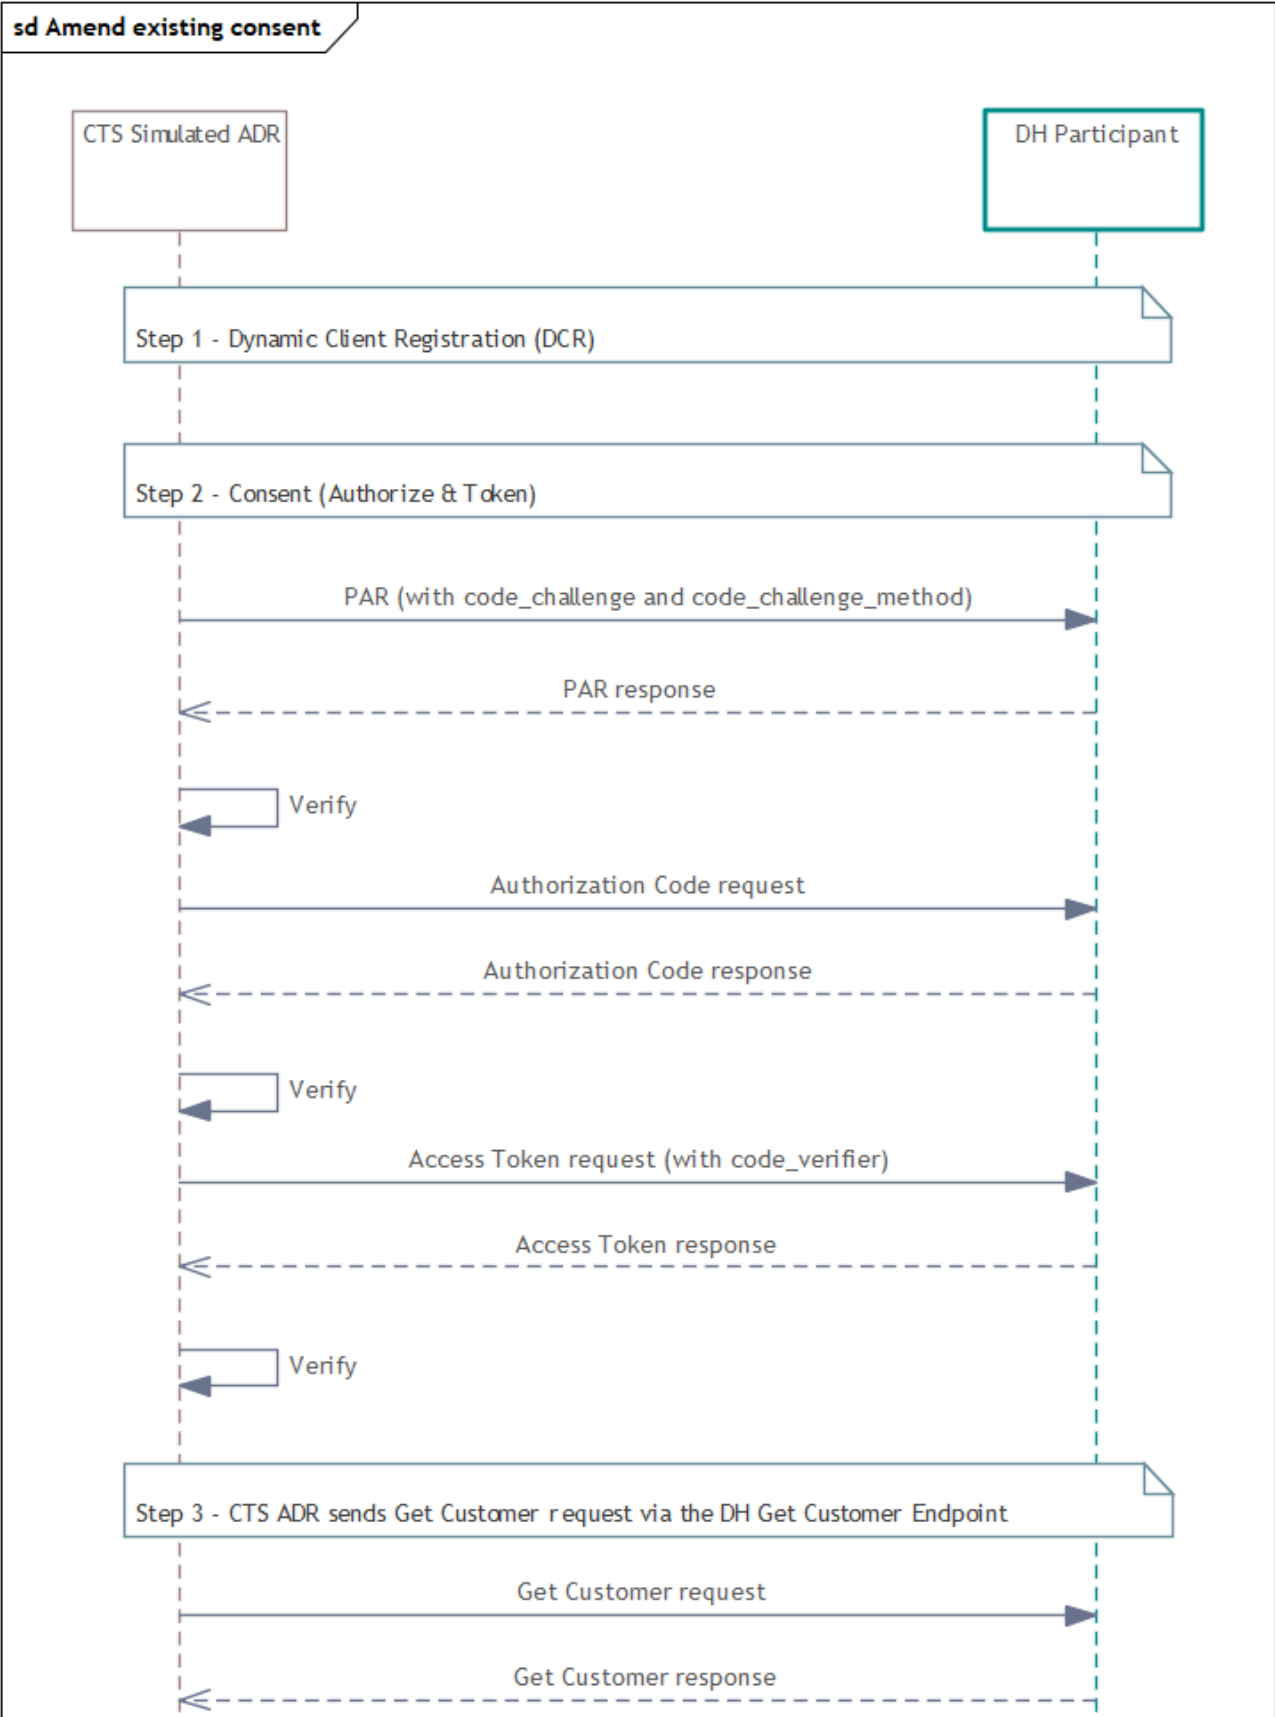 sd Amend existing consent
CTS Simulated ADR
DH Participant
Step 1 - Dynamic Client Registration (DCR)
Step 2 - Consent (Authorize & Token)
PAR (with code_challenge and code_challenge_method)
PAR response
Verify
Authorization Code request
Authorization Code response
Verify
Access Token request (with code_verifier)
Access Token response
Verify
Step 3 - CTS ADR sends Get Customer request via the DH Get Customer Endpoint
Get Customer request
Get Customer response